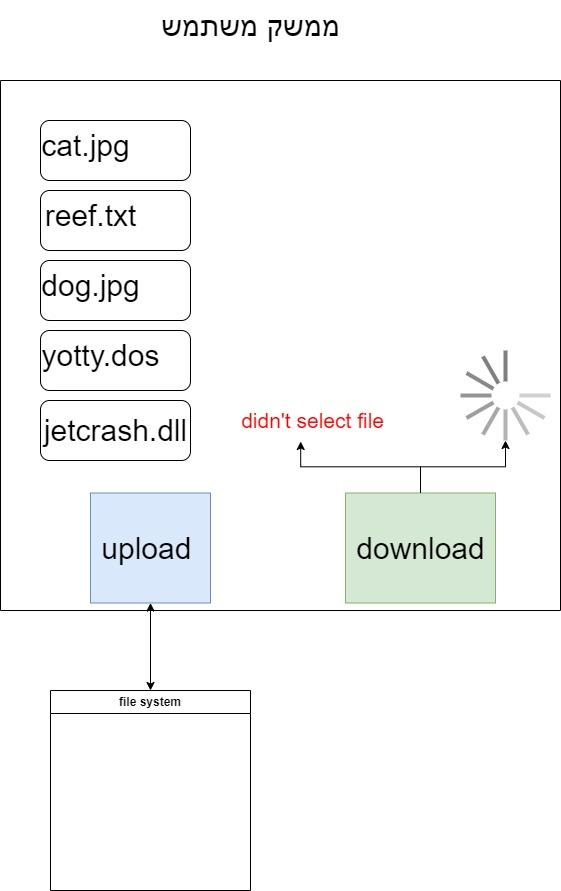 ממשק משתמש
cat.jpg
reef.txt
dog.jpg
yotty.dos
jetcrash.dll
didn't select file
upload
download
file system